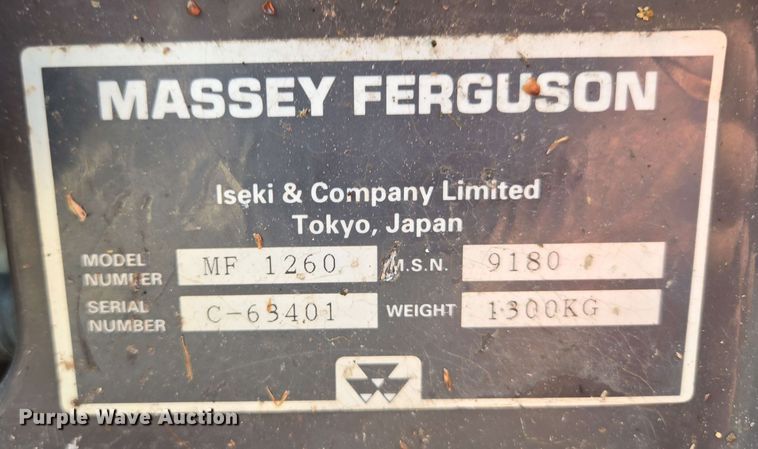 MASSEY FERGUSON
Iseki & Company Limited
Tokyo, Japan
MODEL NUMBER MF 1260 M.S.N. 9180
SERIAL NUMBER C-63401 WEIGHT 1300KG
Purple Wave Auction